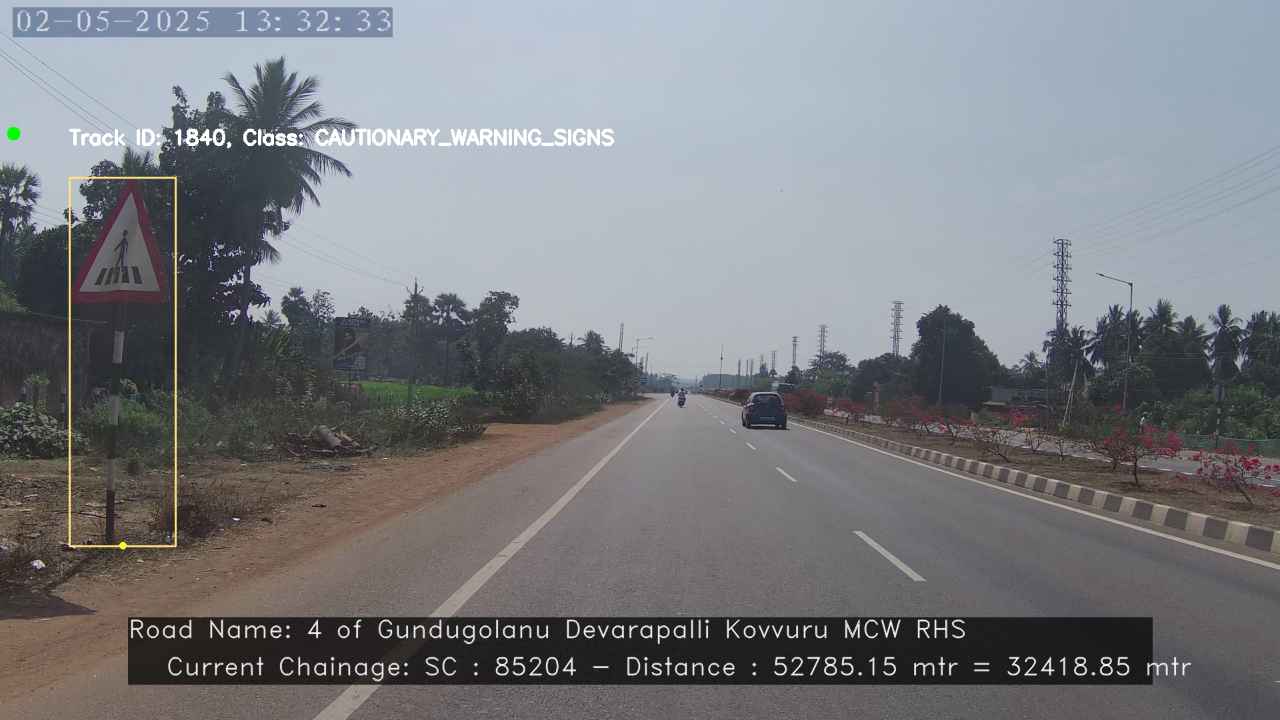 02-05-2025 13:32:33
Track ID: 1840, Class: CAUTIONARY_WARNING_SIGNS
Road Name: 4 of Gundugolanu Devarapalli Kovvuru MCW RHS
Current Chainage: SC : 85204 - Distance : 52785.15 mtr = 32418.85 mtr